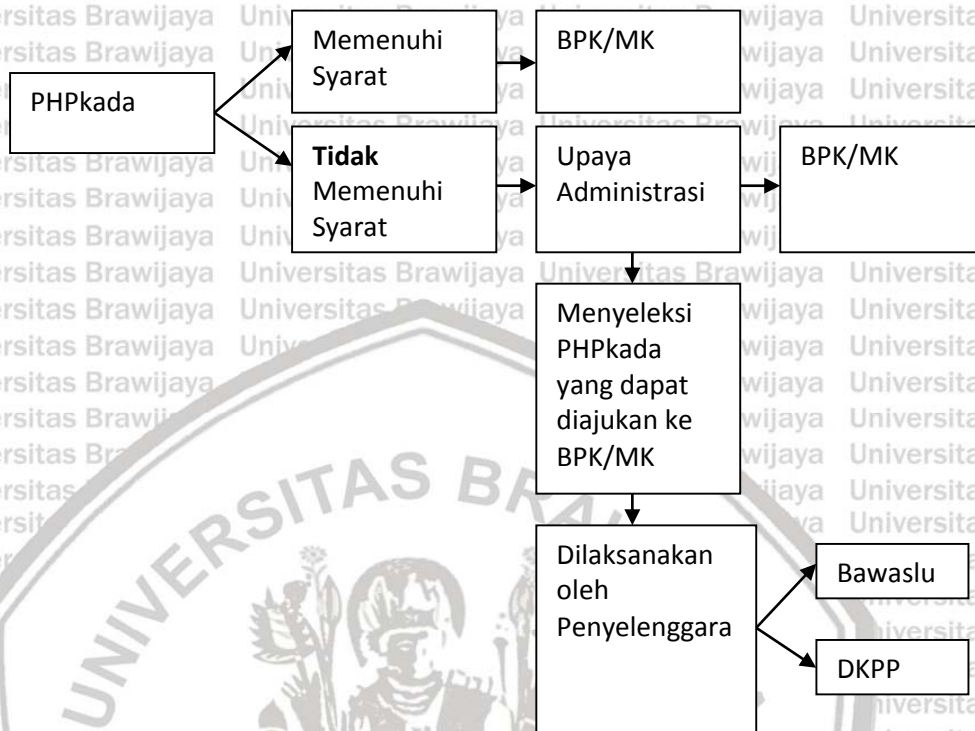 PHPkada
Memenuhi
Syarat
BPK/MK
Tidak
Memenuhi
Syarat
Upaya
Administrasi
BPK/MK
Menyeleksi
PHPkada
yang dapat
diajukan ke
BPK/MK
Dilaksanakan
oleh
Penyelenggara
Bawaslu
DKPP